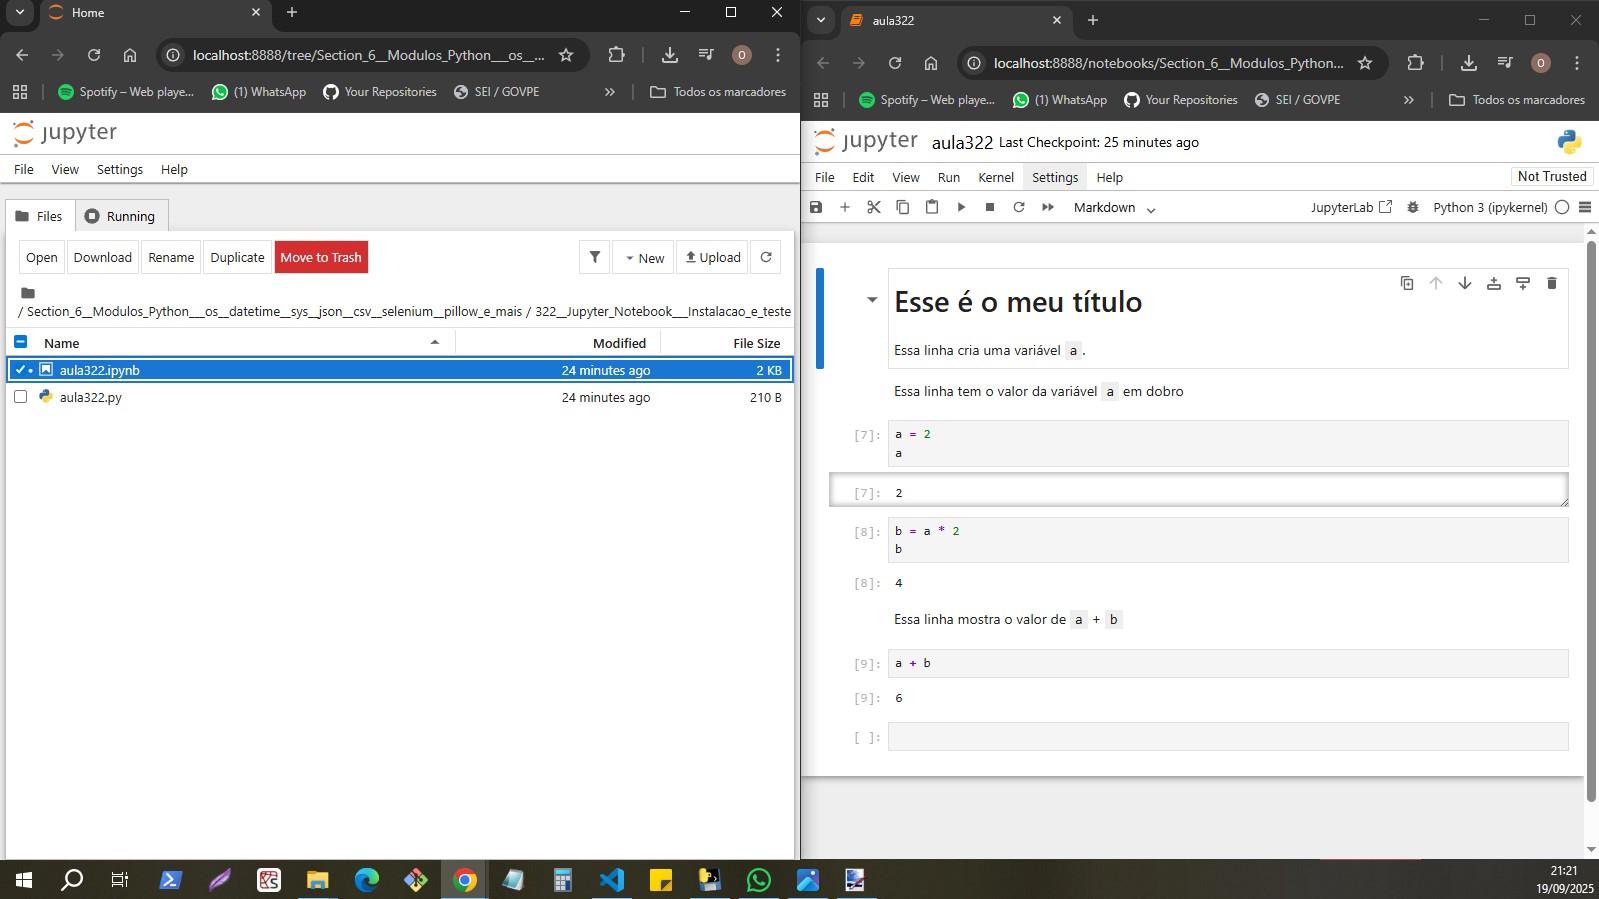 Home
localhost:8888/tree/Section_6__Modulos_Python___os__...
O
Spotify – Web playe...
(1) WhatsApp
Your Repositories
SEI / GOVPE
Todos os marcadores
jupyter
File View Settings Help
Files Running
Open Download Rename Duplicate Move to Trash New Upload
/ Section_6__Modulos_Python___os__datetime__sys__json__csv__selenium__pillow_e_mais / 322__Jupyter_Notebook___Instalacao_e_teste
Name Modified File Size
aula322.ipynb 24 minutes ago 2 KB
aula322.py 24 minutes ago 210 B
aula322
localhost:8888/notebooks/Section_6__Modulos_Python...
O
Spotify – Web playe...
(1) WhatsApp
Your Repositories
SEI / GOVPE
Todos os marcadores
jupyter aula322 Last Checkpoint: 25 minutes ago
File Edit View Run Kernel Settings Help Not Trusted
Markdown JupyterLab Python 3 (ipykernel)
Esse é o meu título
Essa linha cria uma variável a.
Essa linha tem o valor da variável a em dobro
[7]: a = 2
a
[7]: 2
[8]: b = a * 2
b
[8]: 4
Essa linha mostra o valor de a + b
[9]: a + b
[9]: 6
[ ]:
21:21
19/09/2025